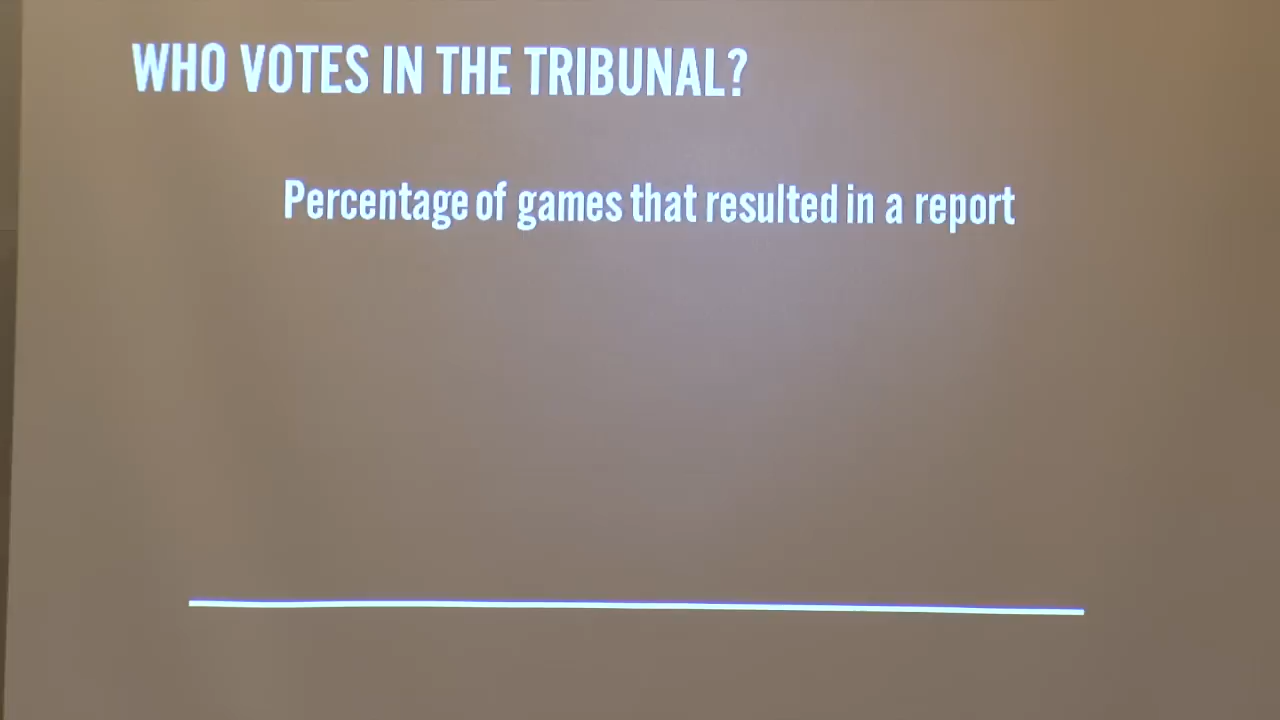 WHO VOTES IN THE TRIBUNAL?
Percentage of games that resulted in a report